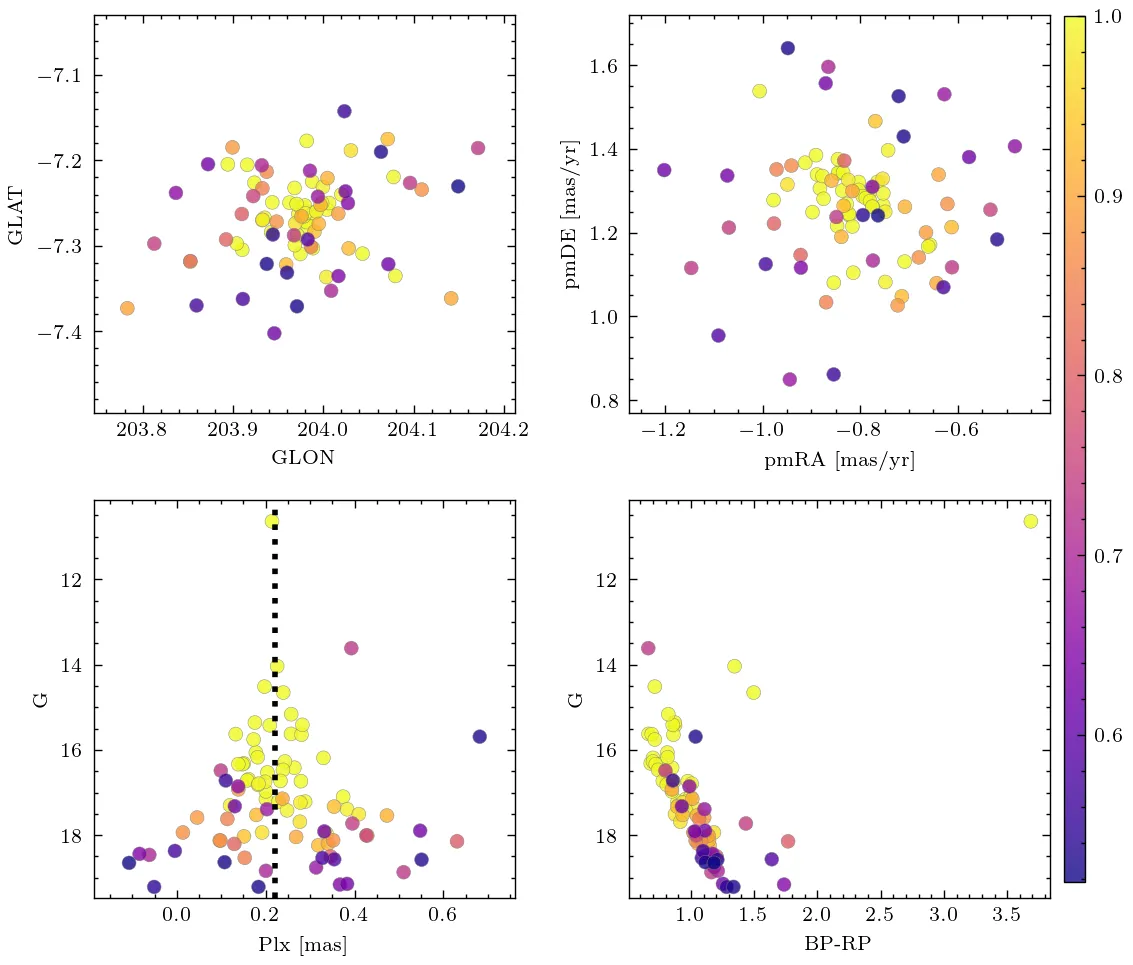 −7.1
−7.2
−7.3
−7.4
GLAT
203.8 203.9 204.0 204.1 204.2
GLON
1.6
1.4
1.2
1.0
0.8
pmDE [mas/yr]
−1.2 −1.0 −0.8 −0.6
pmRA [mas/yr]
1.0
0.9
0.8
0.7
0.6
12
14
16
18
G
0.0 0.2 0.4 0.6
Plx [mas]
12
14
16
18
G
1.0 1.5 2.0 2.5 3.0 3.5
BP-RP